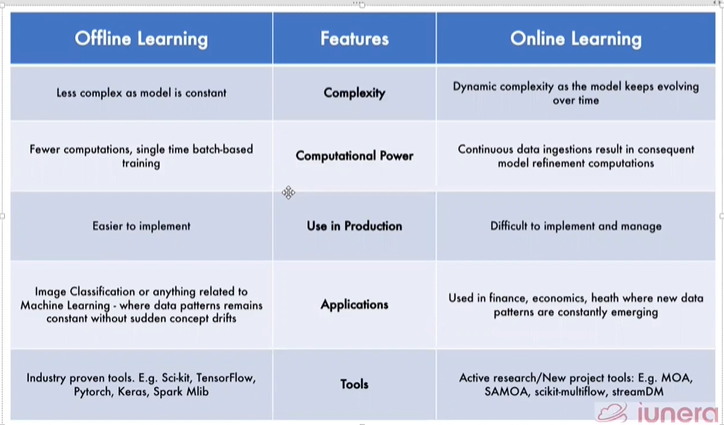 Offline Learning
Features
Online Learning
Less complex as model is constant
Complexity
Dynamic complexity as the model keeps evolving
over time
Fewer computations, single time batch-based
training
Computational Power
Continuous data ingestions result in consequent
model refinement computations
Easier to implement
Use in Production
Difficult to implement and manage
Image Classification or anything related to
Machine Learning - where data patterns remains
constant without sudden concept drifts
Applications
Used in finance, economics, heath where new data
patterns are constantly emerging
Industry proven tools. E.g. Sci-kit, TensorFlow,
Pytorch, Keras, Spark Mlib
Tools
Active research/New project tools: E.g. MOA,
SAMOA, scikit-multiflow, streamDM
iunera